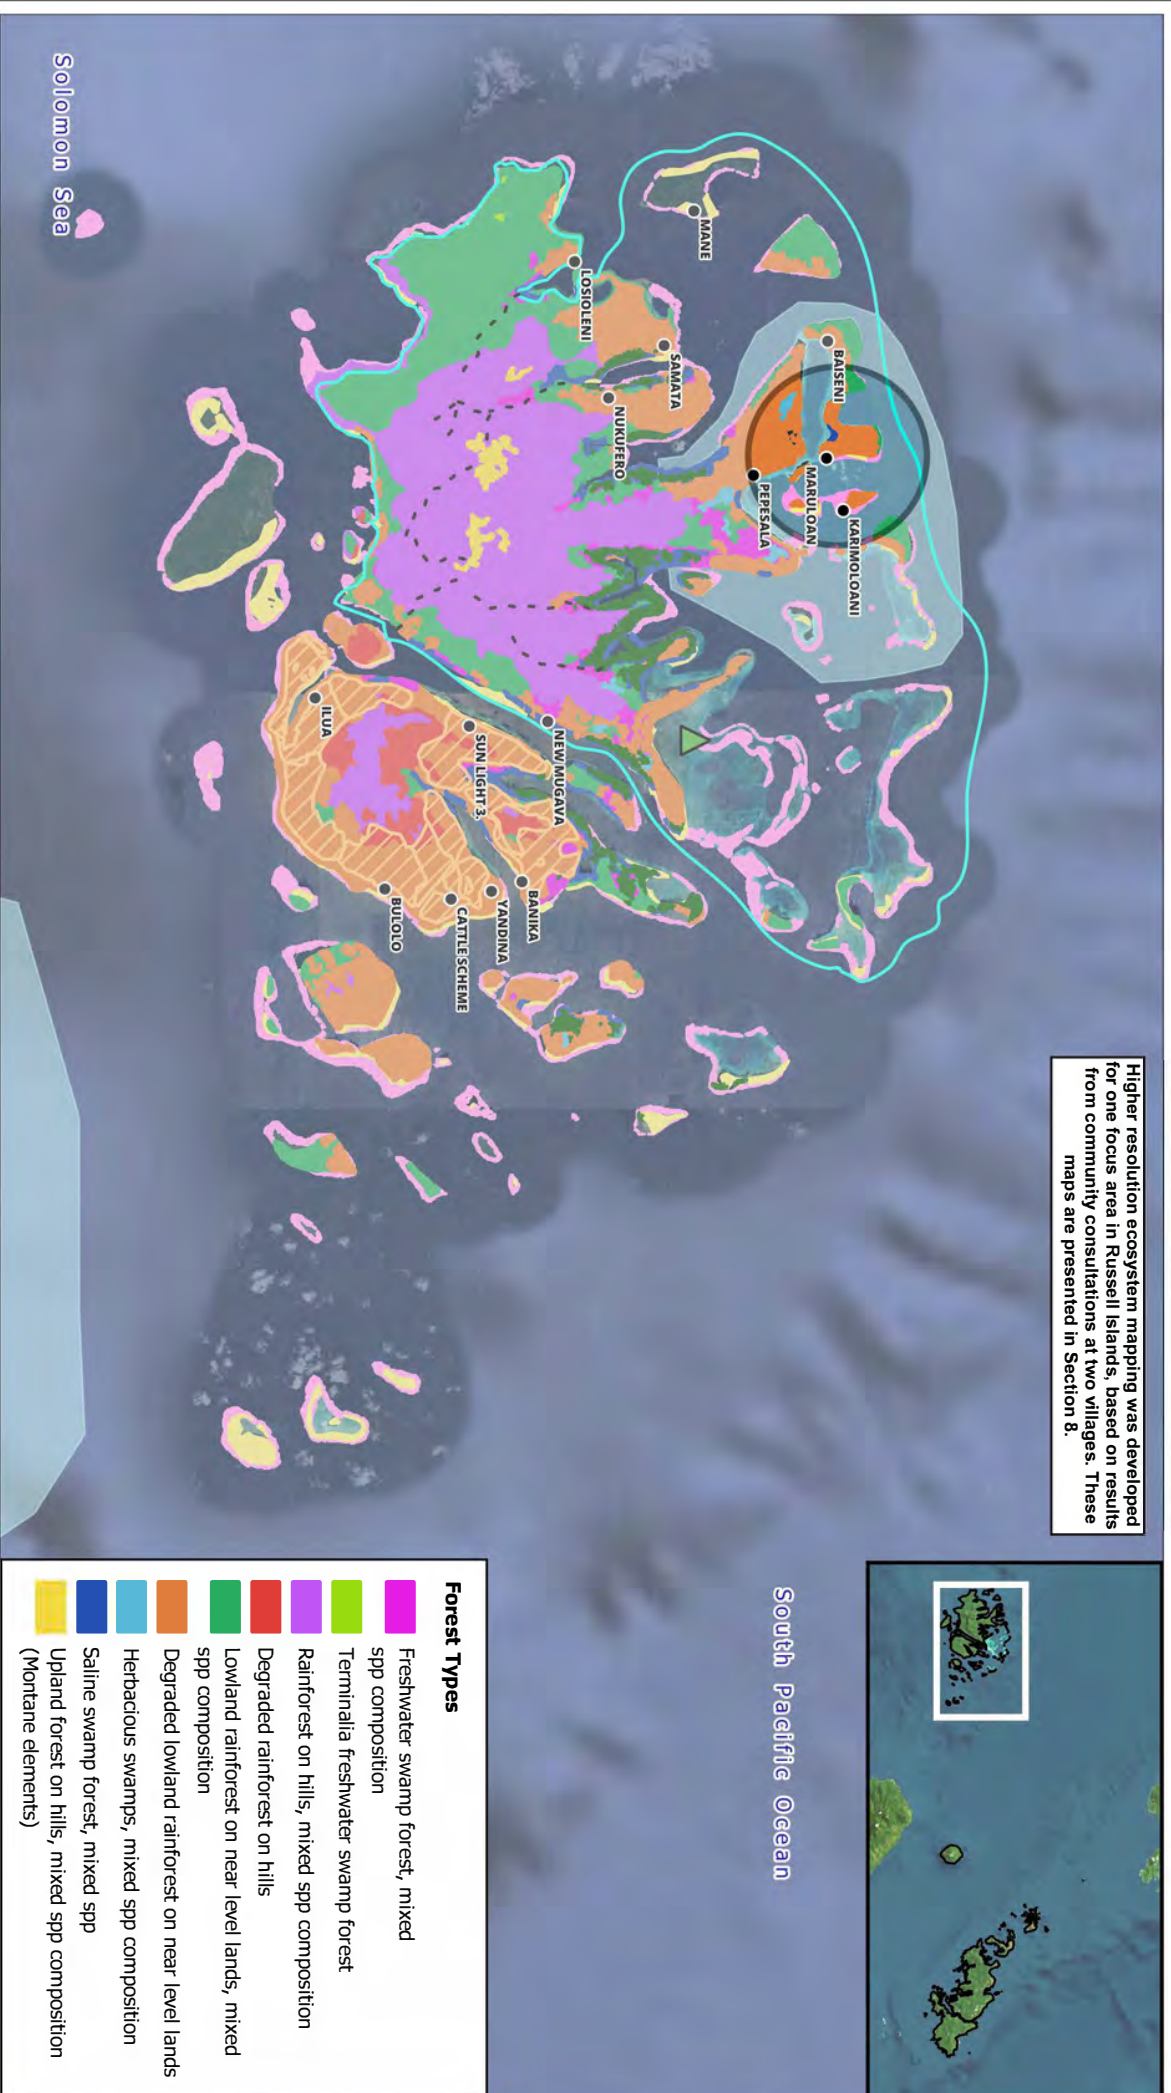 Higher resolution ecosystem mapping was developed
for one focus area in Russell Islands, based on results
from community consultations at two villages. These
maps are presented in Section 8.
MANE
BAISENI
KARIMOLOANI
MARULOAN
PEPESALA
SAMATA
LOSIOLENI
NUKUFERO
NEW MUGAVA
SUN LIGHT 3.
BANIKA
YANDINA
CATTLE SCHEME
ILUA
BULOLO
South Pacific Ocean
Solomon Sea
Forest Types
Freshwater swamp forest, mixed
spp composition
Terminalia freshwater swamp forest
Rainforest on hills, mixed spp composition
Degraded rainforest on hills
Lowland rainforest on near level lands, mixed
spp composition
Degraded lowland rainforest on near level lands
Herbacious swamps, mixed spp composition
Saline swamp forest, mixed spp
Upland forest on hills, mixed spp composition
(Montane elements)